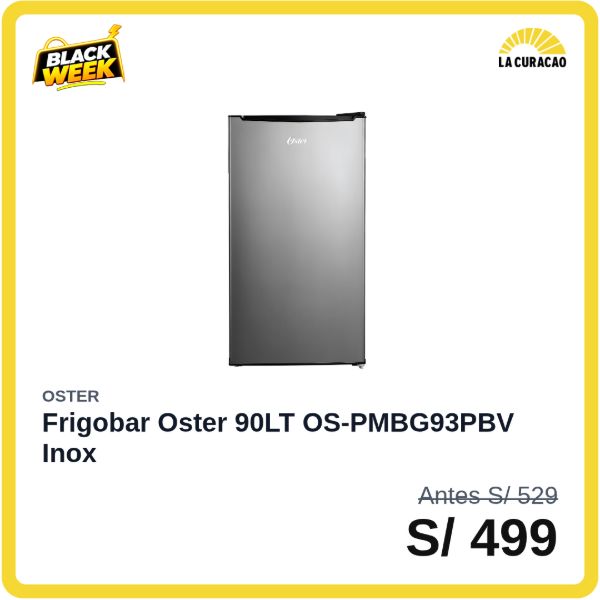 BLACK
WEEK
LA CURACAO
Oster
OSTER
Frigobar Oster 90LT OS-PMBG93PBV
Inox
Antes S/ 529
S/ 499